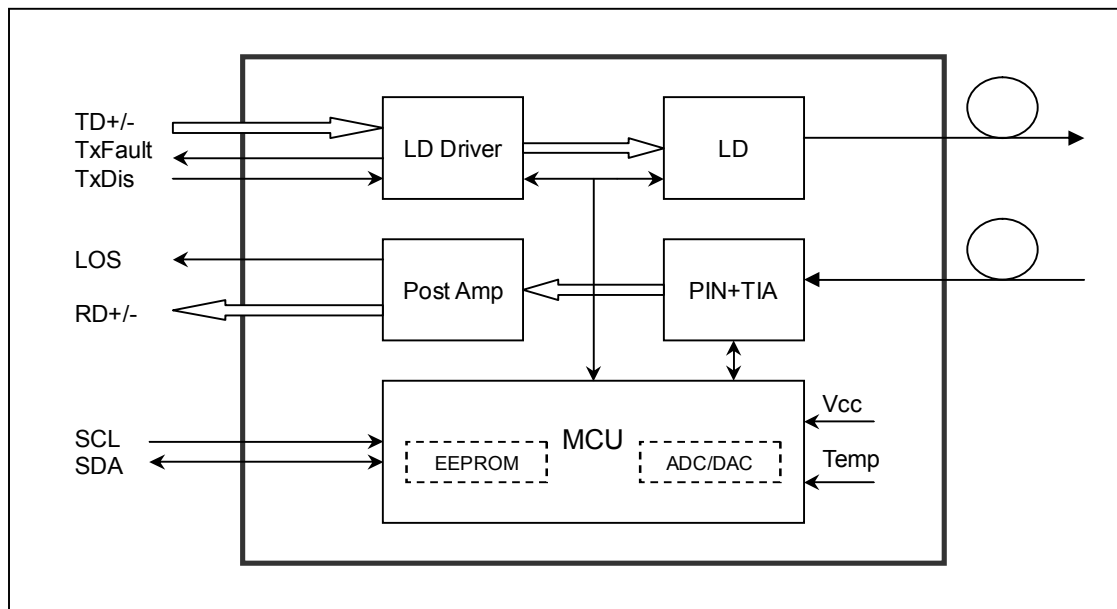 TD+/-
TxFault
TxDis
LD Driver
LD
LOS
RD+/-
Post Amp
PIN+TIA
SCL
SDA
MCU
EEPROM
ADC/DAC
Vcc
Temp